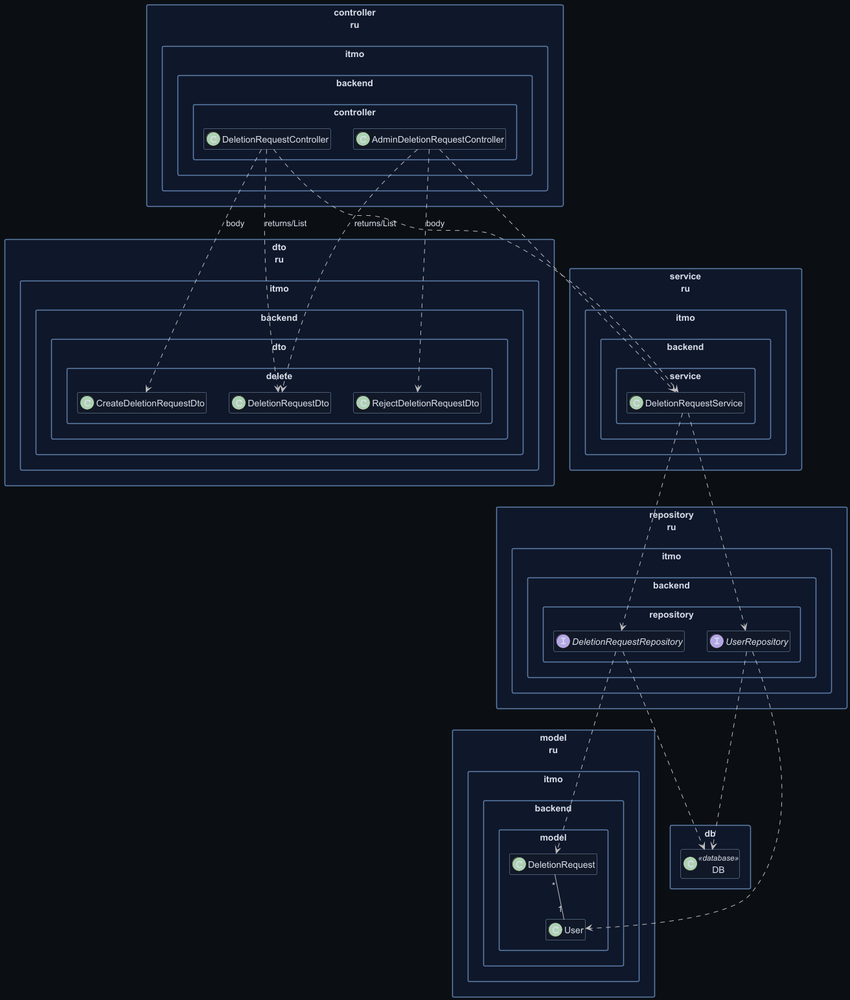 controller
ru
itmo
backend
controller
C DeletionRequestController
C AdminDeletionRequestController
body
returns/List
returns/List
body
dto
ru
itmo
backend
dto
delete
C CreateDeletionRequestDto
C DeletionRequestDto
C RejectDeletionRequestDto
service
ru
itmo
backend
service
C DeletionRequestService
repository
ru
itmo
backend
repository
I DeletionRequestRepository
I UserRepository
model
ru
itmo
backend
model
C DeletionRequest
*
1
C User
db
C «database»
DB